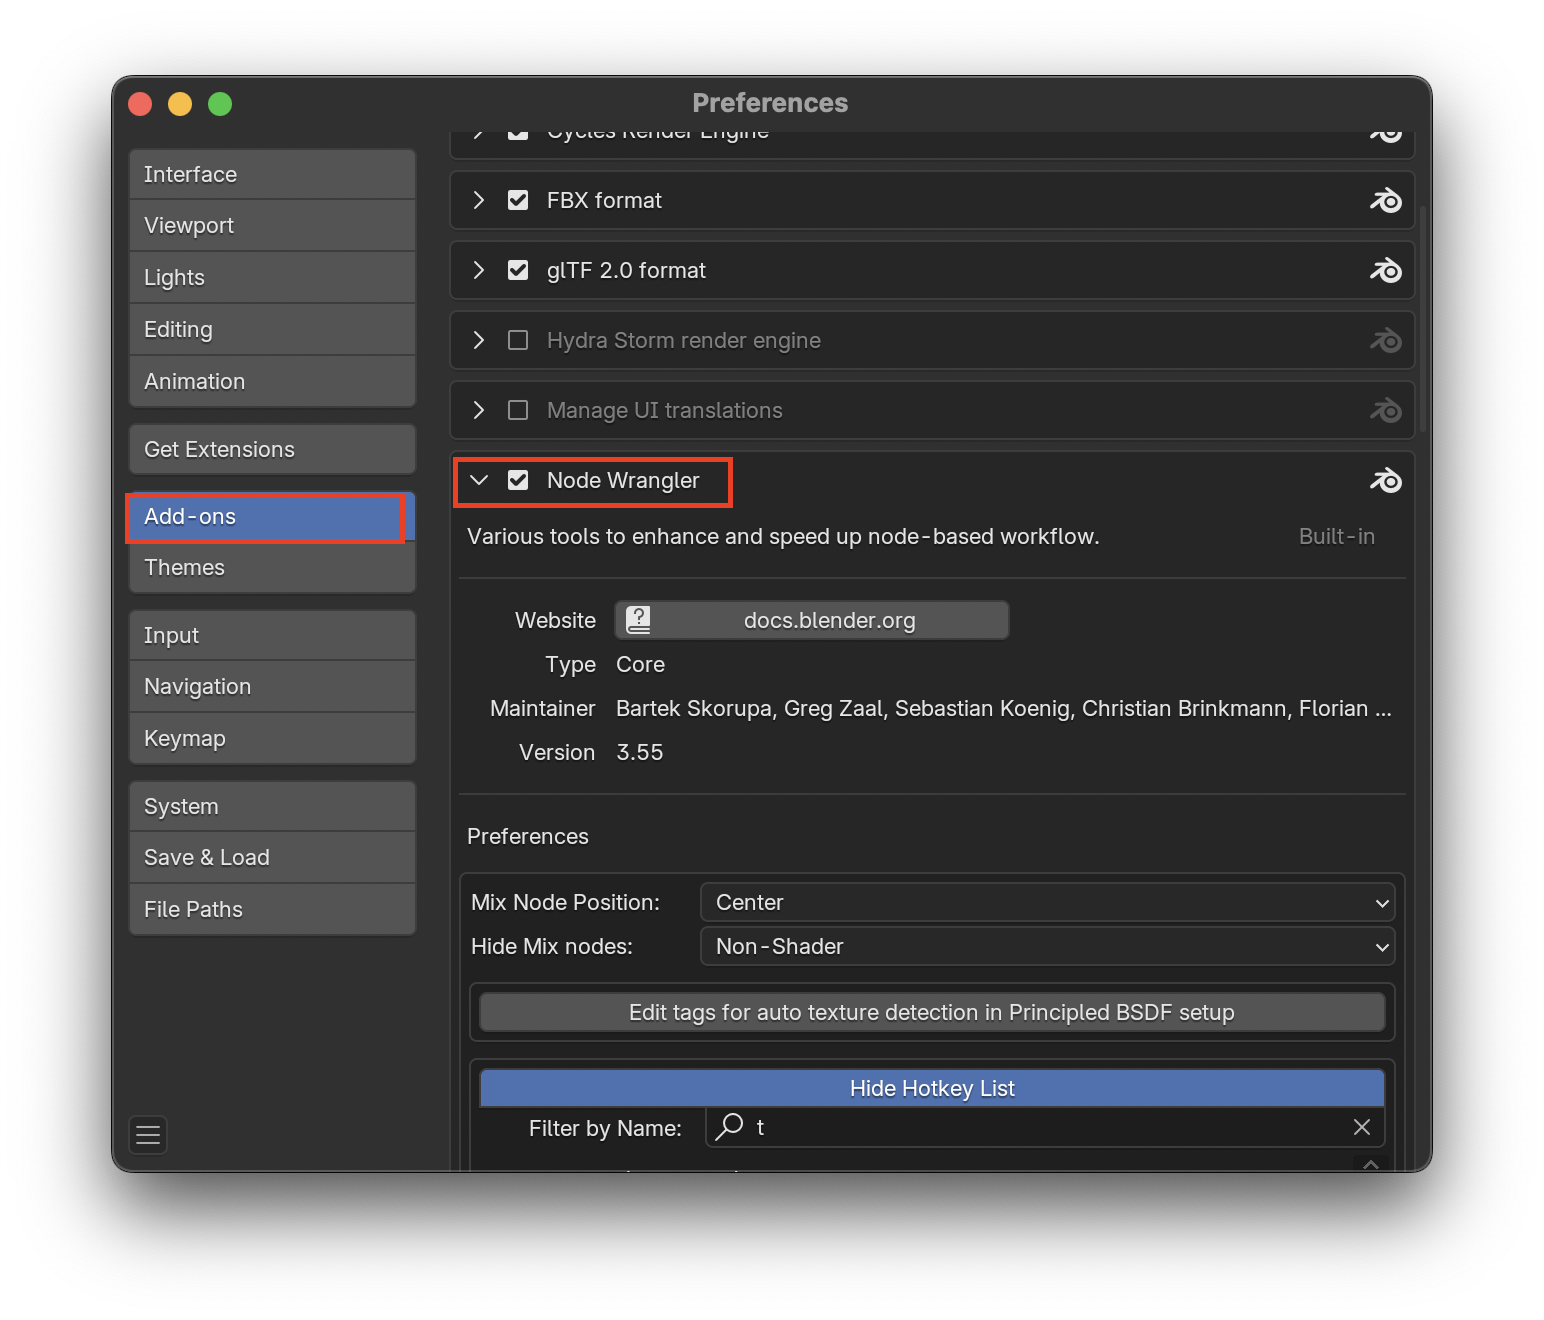 Preferences
Interface
Viewport
Lights
Editing
Animation
Get Extensions
Add-ons
Themes
Input
Navigation
Keymap
System
Save & Load
File Paths
Cycles Render Engine
FBX format
glTF 2.0 format
Hydra Storm render engine
Manage UI translations
Node Wrangler
Various tools to enhance and speed up node-based workflow. Built-in
Website docs.blender.org
Type Core
Maintainer Bartek Skorupa, Greg Zaal, Sebastian Koenig, Christian Brinkmann, Florian ...
Version 3.55
Preferences
Mix Node Position: Center
Hide Mix nodes: Non-Shader
Edit tags for auto texture detection in Principled BSDF setup
Hide Hotkey List
Filter by Name: t